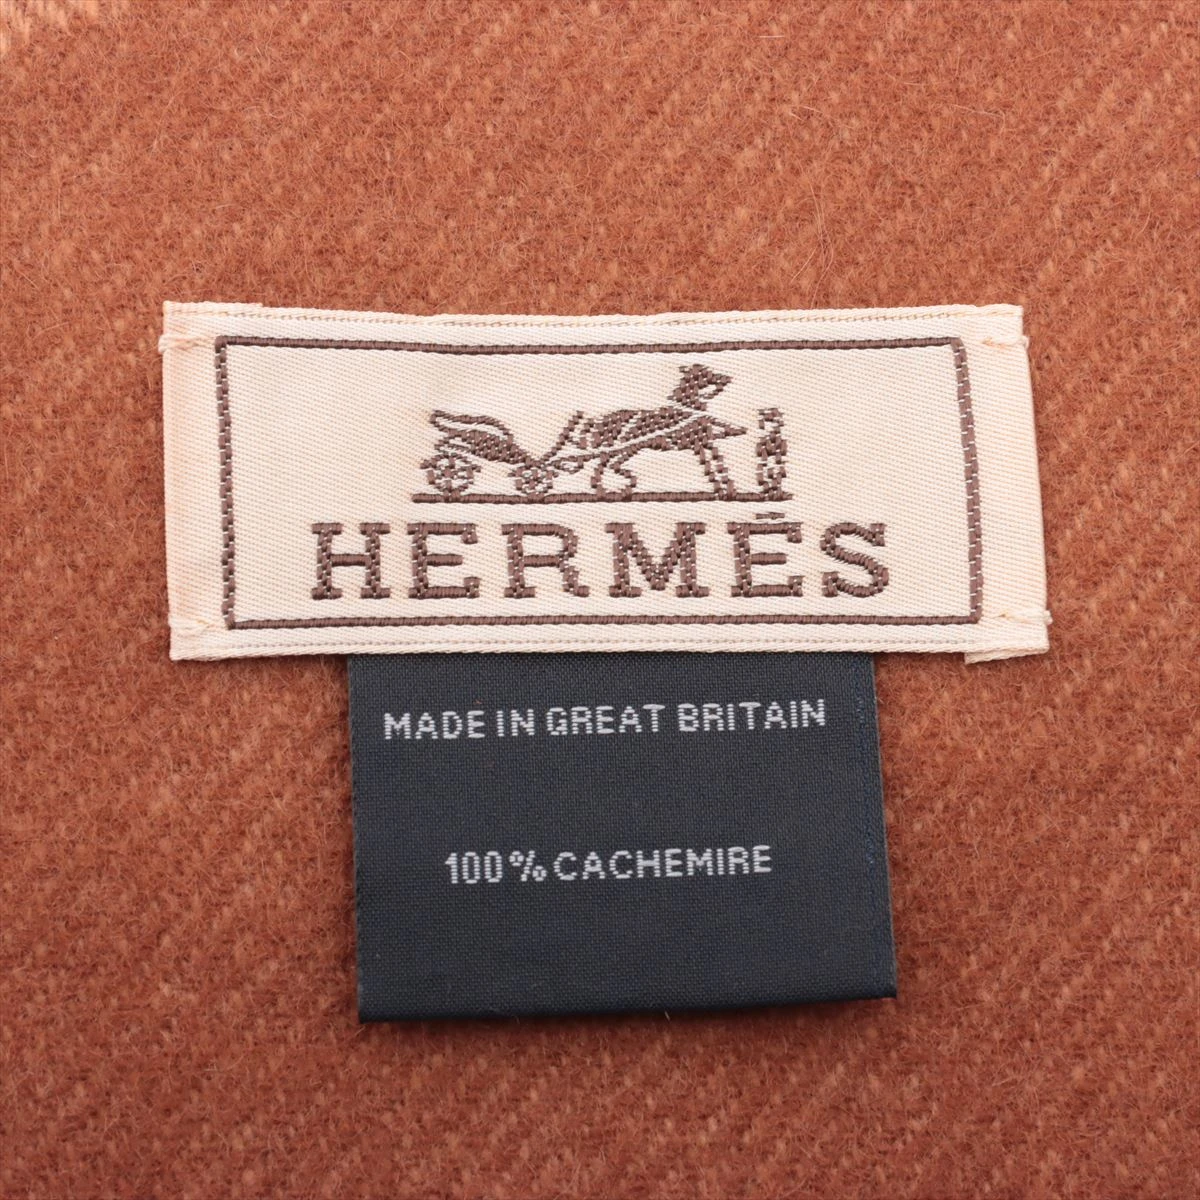 HERMÈS
MADE IN GREAT BRITAIN
100% CACHEMIRE